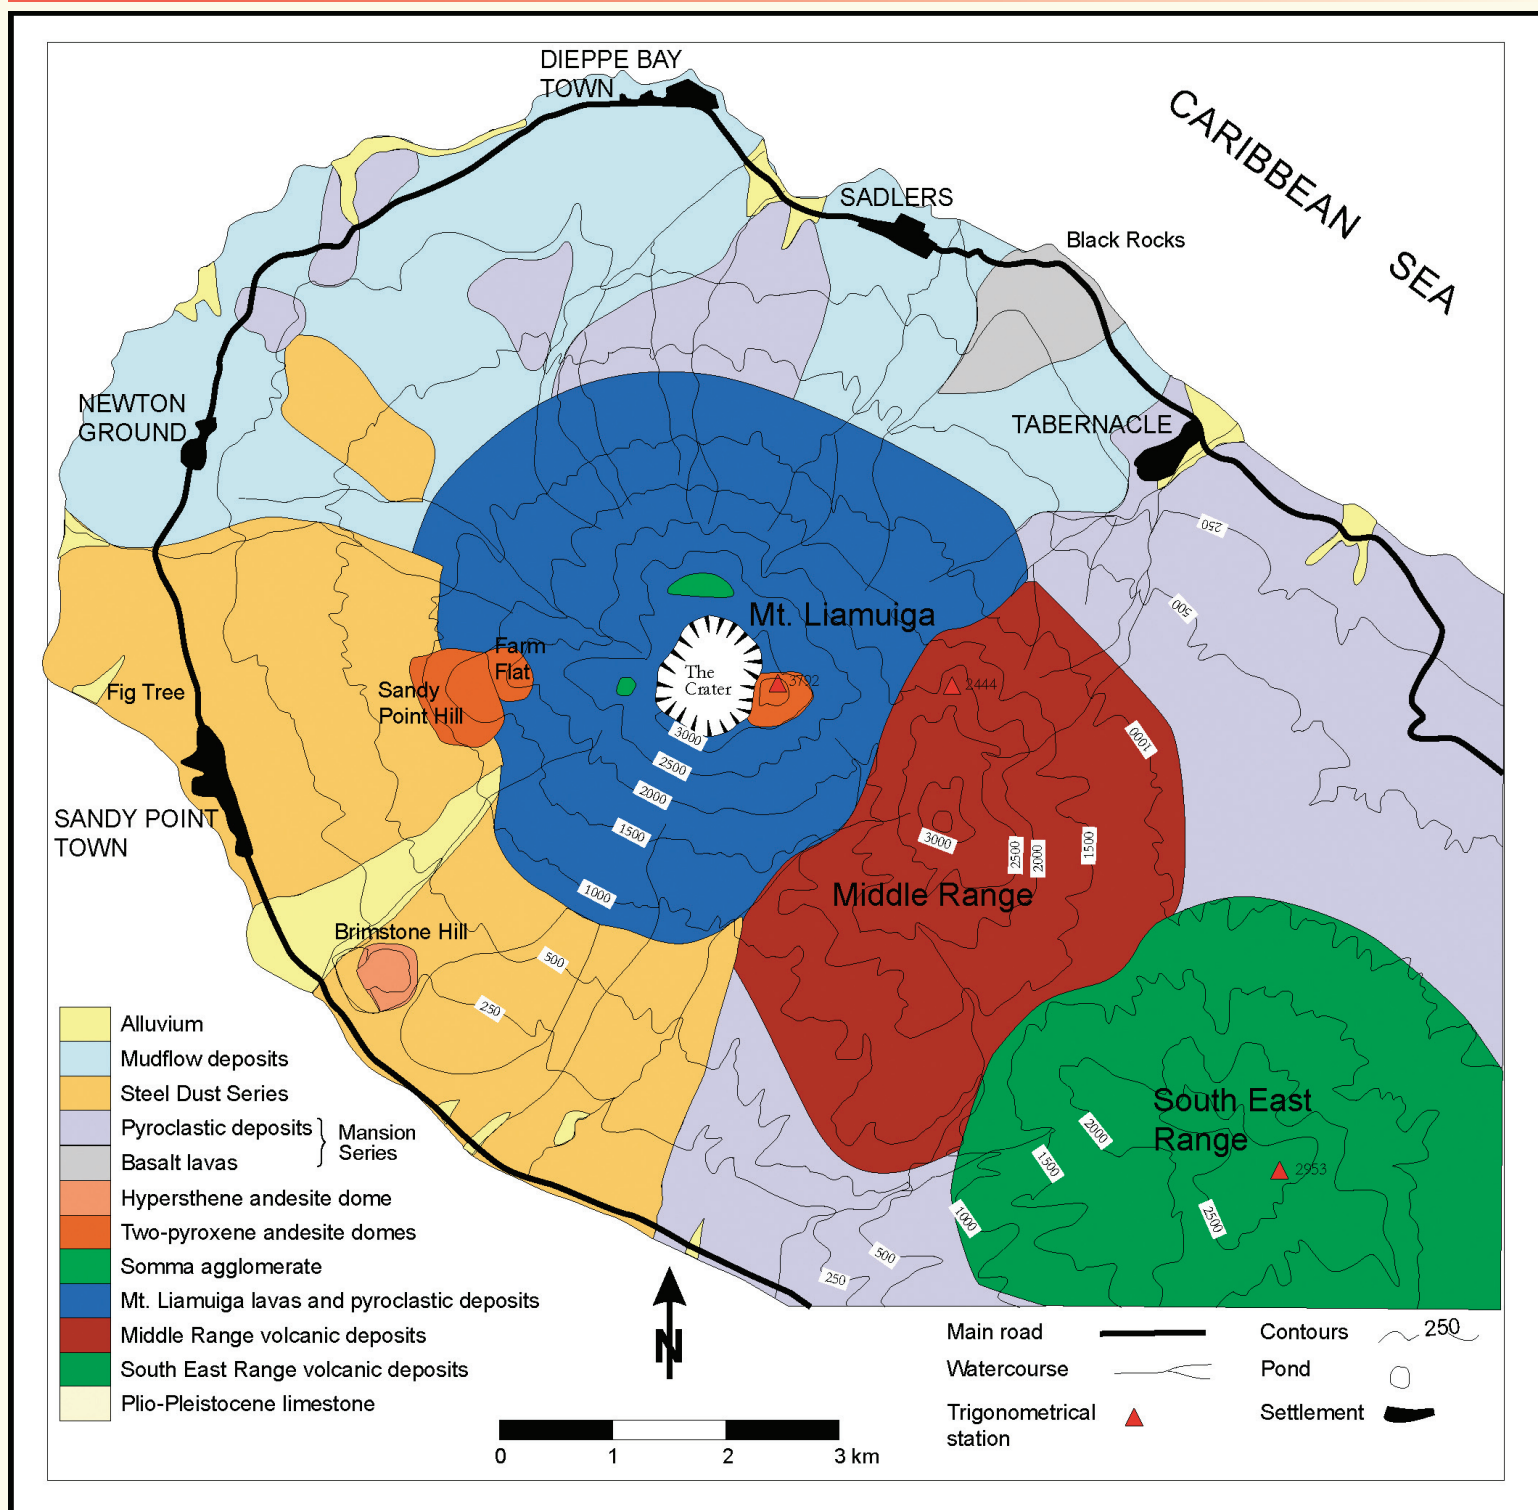 DIEPPE BAY
TOWN
CARIBBEAN SEA
SADLERS
Black Rocks
NEWTON
GROUND
TABERNACLE
250
500
Mt. Liamuiga
Farm
Flat
The
Crater
3792
2444
Sandy
Point Hill
Fig Tree
3000
1000
2500
2000
SANDY POINT
TOWN
1500
3000
2500
2000
1500
1000
Middle Range
Brimstone Hill
500
250
South East
Range
2000
1500
2953
2500
1000
500
250
Alluvium
Mudflow deposits
Steel Dust Series
Pyroclastic deposits
Basalt lavas
Mansion
Series
Hypersthene andesite dome
Two-pyroxene andesite domes
Somma agglomerate
Mt. Liamuiga lavas and pyroclastic deposits
Middle Range volcanic deposits
South East Range volcanic deposits
Plio-Pleistocene limestone
N
0 1 2 3 km
Main road
Contours 250
Watercourse
Pond
Trigonometrical
station
Settlement